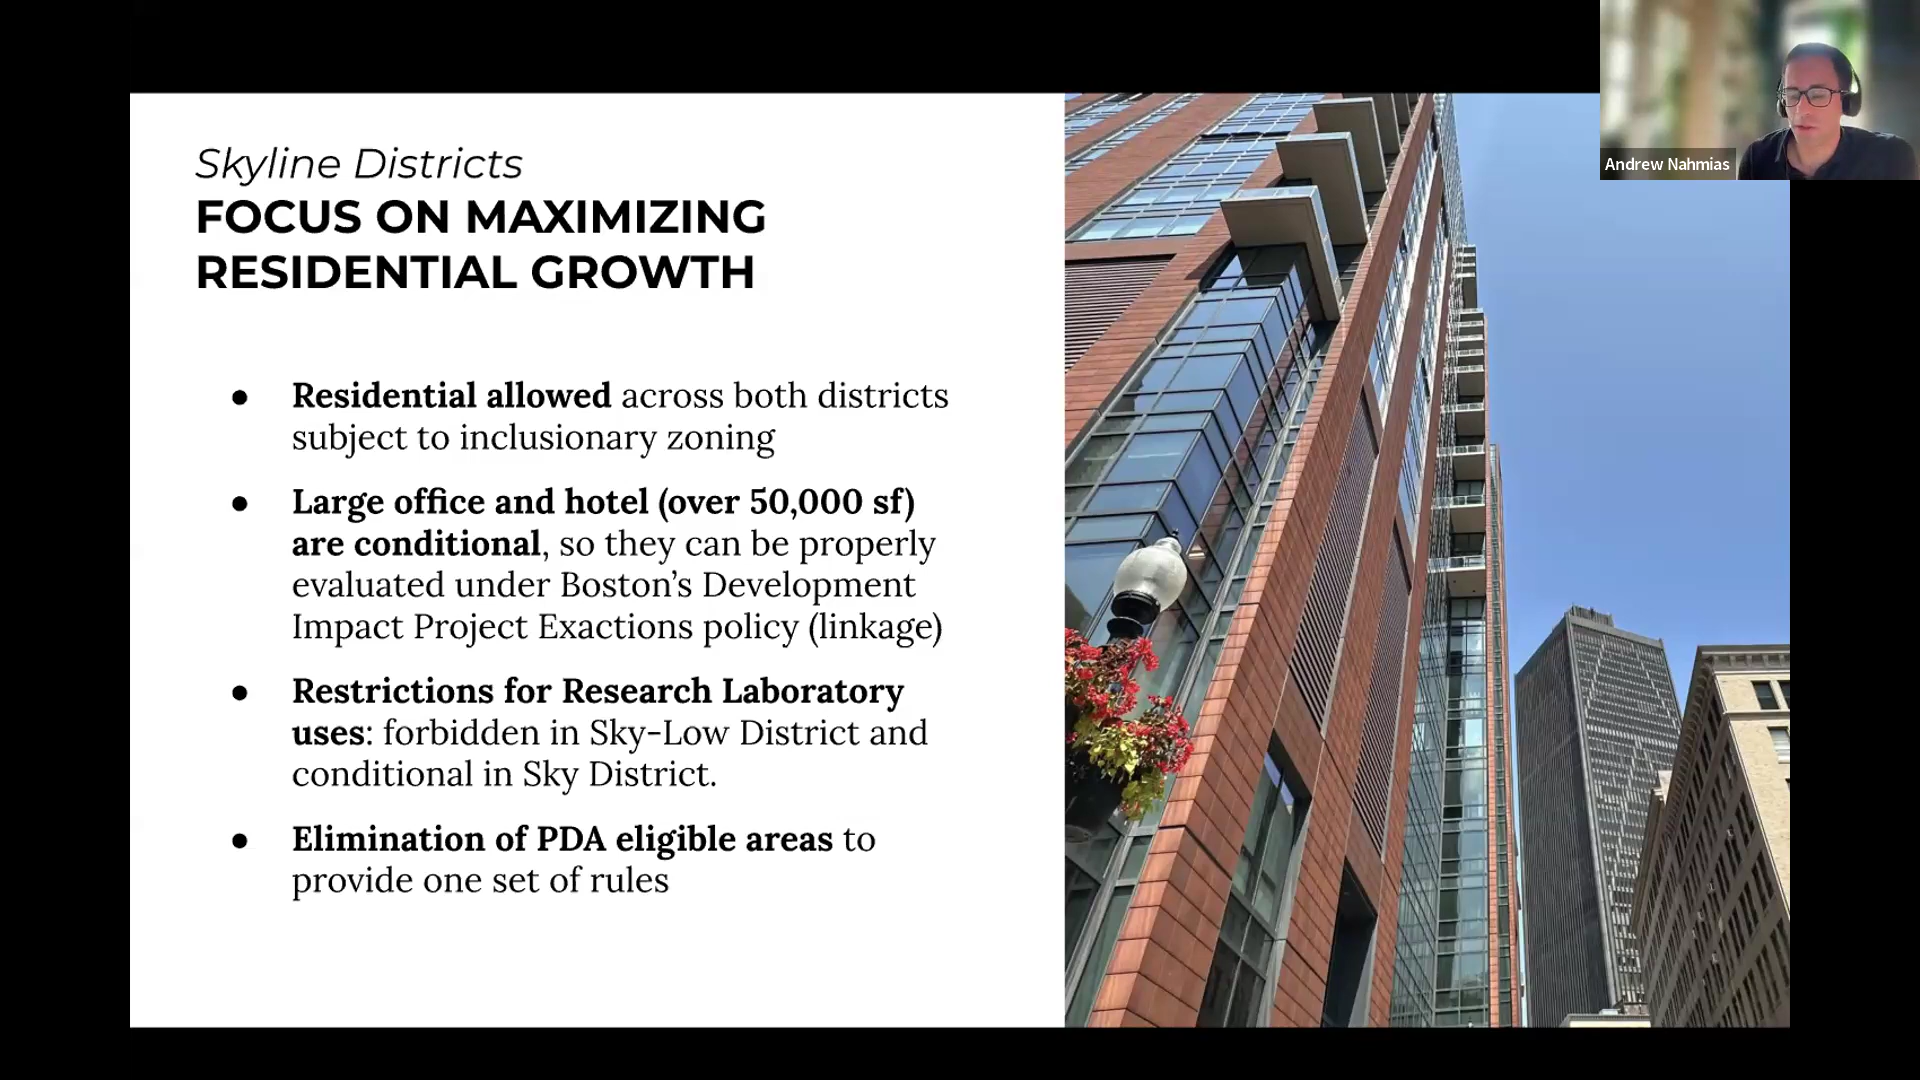 Skyline Districts
FOCUS ON MAXIMIZING
RESIDENTIAL GROWTH
● Residential allowed across both districts
subject to inclusionary zoning
● Large office and hotel (over 50,000 sf)
are conditional, so they can be properly
evaluated under Boston’s Development
Impact Project Exactions policy (linkage)
● Restrictions for Research Laboratory
uses: forbidden in Sky-Low District and
conditional in Sky District.
● Elimination of PDA eligible areas to
provide one set of rules
Andrew Nahmias